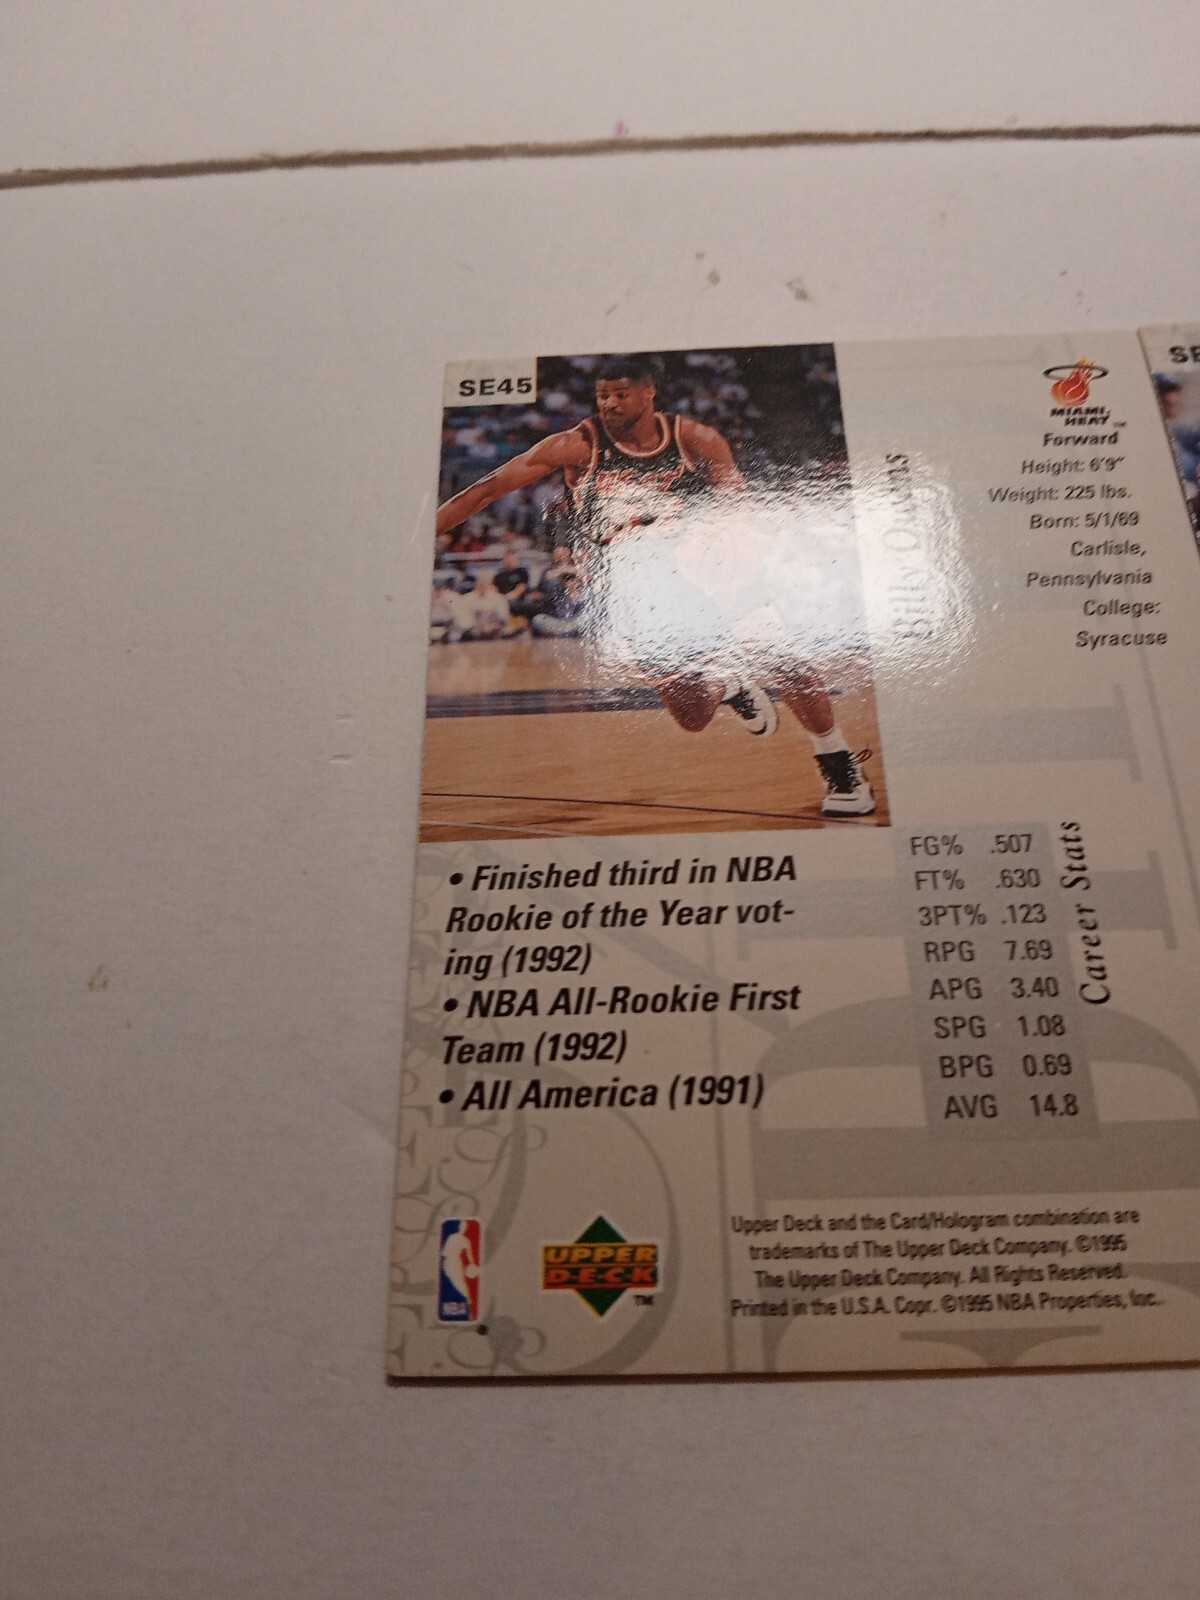 SE45
HEAT
Billy Owens
MIAMI
HEAT™
Forward
Height: 6'9"
Weight: 225 lbs.
Born: 5/1/69
Carlisle,
Pennsylvania
College:
Syracuse
SE
• Finished third in NBA
Rookie of the Year vot-
ing (1992)
• NBA All-Rookie First
Team (1992)
• All America (1991)
FG% .507
FT% .630
3PT% .123
RPG 7.69
APG 3.40
SPG 1.08
BPG 0.69
AVG 14.8
Career Stats
NBA
®
UPPER
DECK
™
Upper Deck and the Card/Hologram combination are
trademarks of The Upper Deck Company. ©1995
The Upper Deck Company. All Rights Reserved.
Printed in the U.S.A. Copr. ©1995 NBA Properties, Inc.